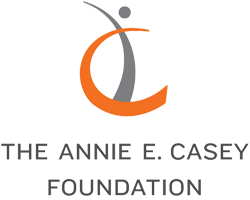 THE ANNIE E. CASEY
FOUNDATION